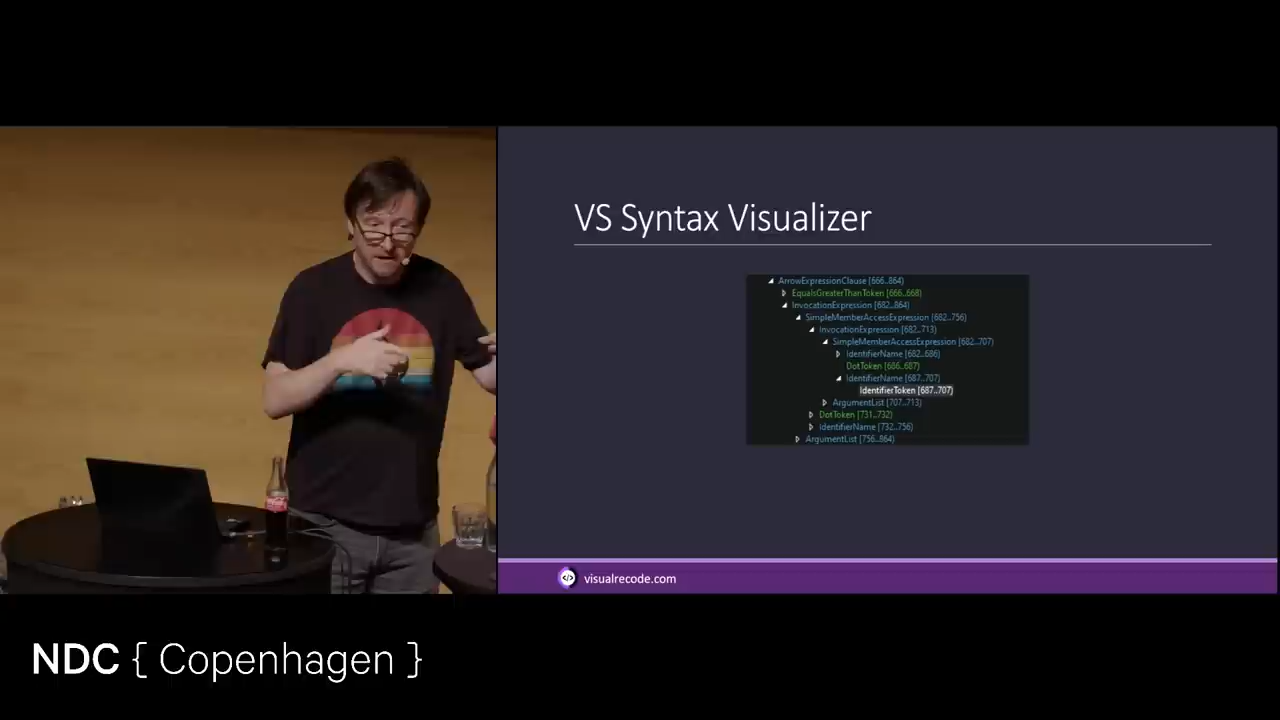 VS Syntax Visualizer
ArrowExpressionClause [666..864]
EqualsGreaterThanToken [666..668]
InvocationExpression [682..864]
SimpleMemberAccessExpression [682..756]
InvocationExpression [682..713]
SimpleMemberAccessExpression [682..707]
IdentifierName [682..686]
DotToken [686..687]
IdentifierName [687..707]
IdentifierToken [687..707]
ArgumentList [707..713]
DotToken [731..732]
IdentifierName [732..756]
ArgumentList [756..864]
visualrecode.com
NDC { Copenhagen }